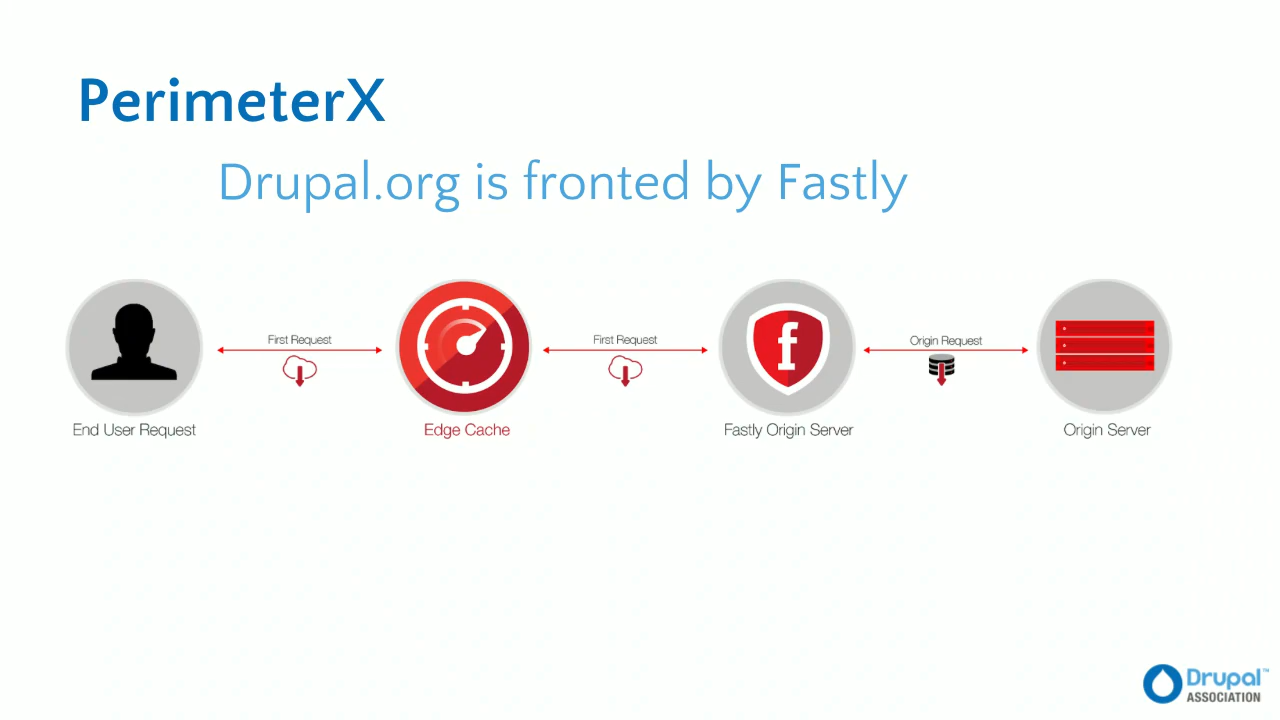 PerimeterX
Drupal.org is fronted by Fastly
First Request
First Request
Origin Request
f
End User Request
Edge Cache
Fastly Origin Server
Origin Server
Drupal™
ASSOCIATION